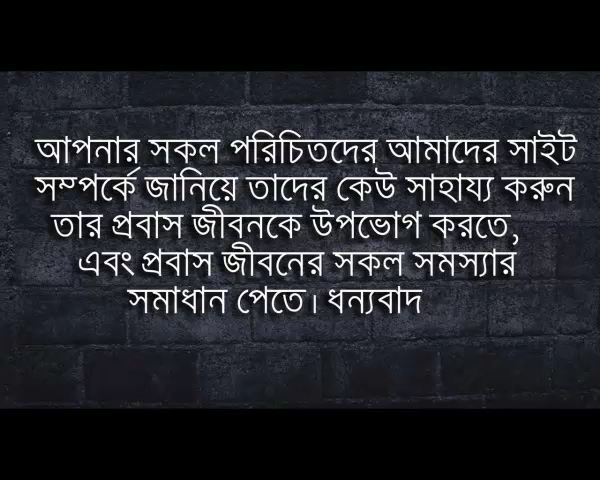 আপনার সকল পরিচিতদের আমাদের সাইট
সম্পর্কে জানিয়ে তাদের কেউ সাহায্য করুন
তার প্রবাস জীবনকে উপভোগ করতে,
এবং প্রবাস জীবনের সকল সমস্যার
সমাধান পেতে। ধন্যবাদ